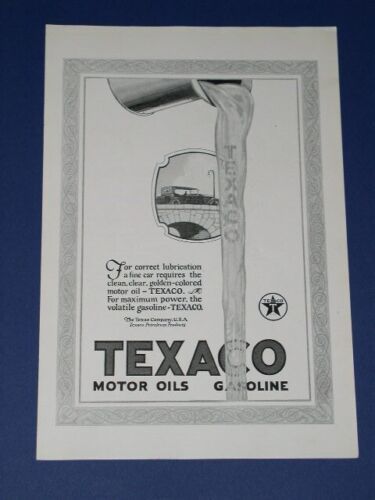 TEXACO
For correct lubrication
a fine car requires the
clean, clear, golden-colored
motor oil – TEXACO.
For maximum power, the
volatile gasoline – TEXACO.
The Texas Company, U.S.A.
Texaco Petroleum Products
TEXACO
T
TEXACO
MOTOR OILS GASOLINE